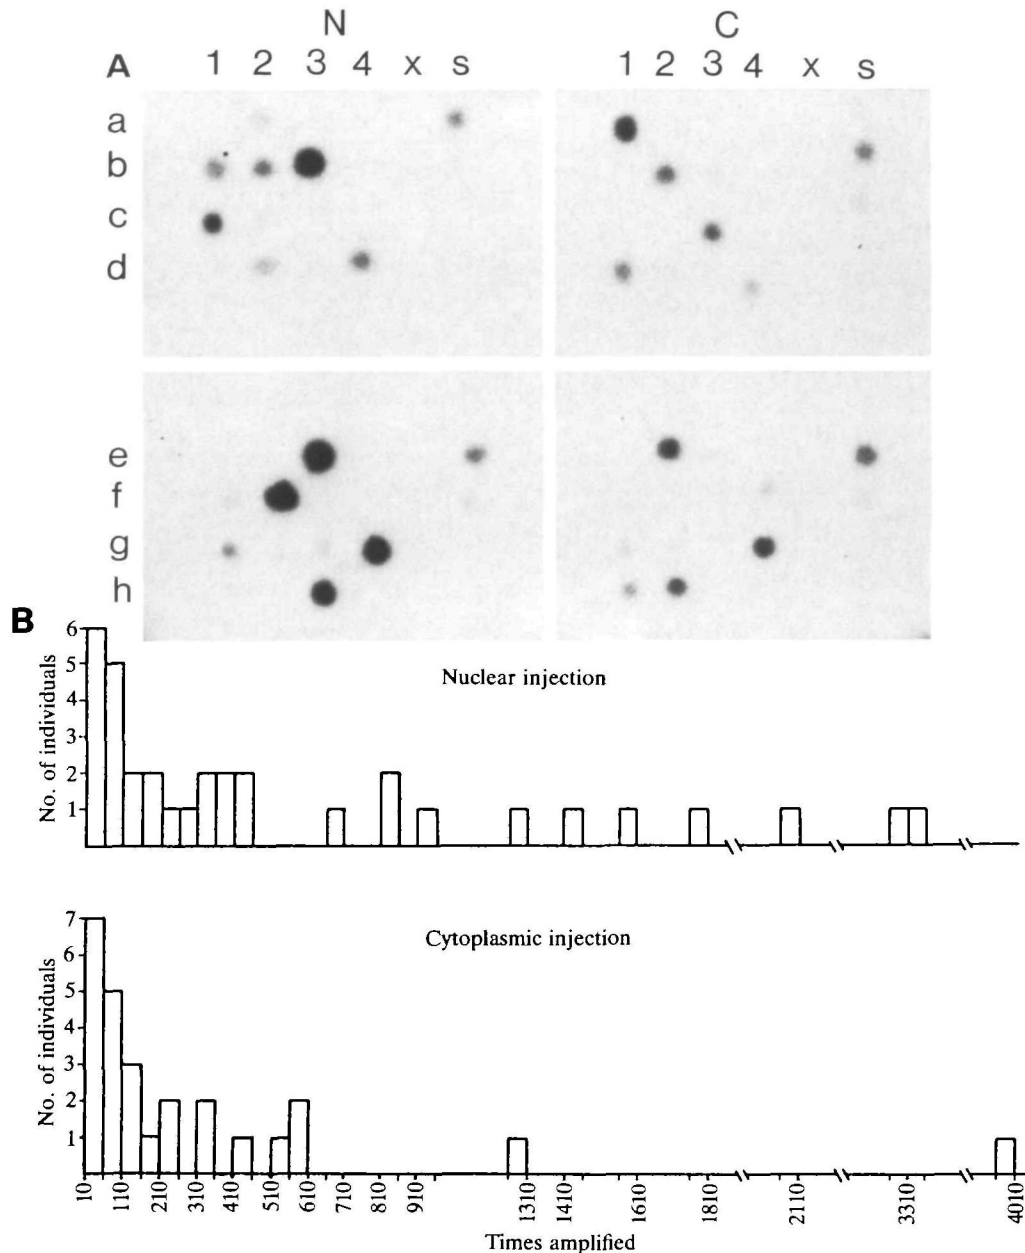 N C
A 1 2 3 4 x s 1 2 3 4 x s
a
b
c
d
e
f
g
h
B
Nuclear injection
No. of individuals
6
5
4
3
2
1
Cytoplasmic injection
No. of individuals
7
6
5
4
3
2
1
10 110 210 310 410 510 610 710 810 910 1310 1410 1610 1810 2110 3310 4010
Times amplified